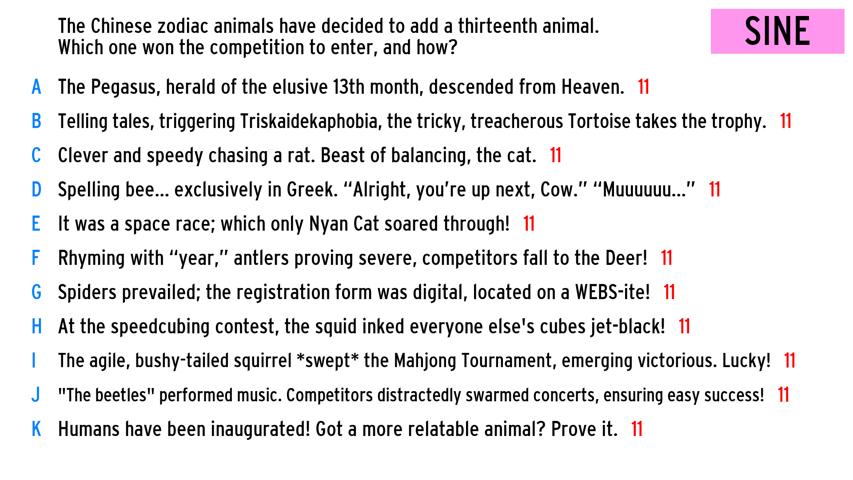 The Chinese zodiac animals have decided to add a thirteenth animal.
Which one won the competition to enter, and how?
SINE
A The Pegasus, herald of the elusive 13th month, descended from Heaven. 11
B Telling tales, triggering Triskaidekaphobia, the tricky, treacherous Tortoise takes the trophy. 11
C Clever and speedy chasing a rat. Beast of balancing, the cat. 11
D Spelling bee... exclusively in Greek. “Alright, you’re up next, Cow.” “Muuuuuu...” 11
E It was a space race; which only Nyan Cat soared through! 11
F Rhyming with “year,” antlers proving severe, competitors fall to the Deer! 11
G Spiders prevailed; the registration form was digital, located on a WEBS-ite! 11
H At the speedcubing contest, the squid inked everyone else's cubes jet-black! 11
I The agile, bushy-tailed squirrel *swept* the Mahjong Tournament, emerging victorious. Lucky! 11
J "The beetles" performed music. Competitors distractedly swarmed concerts, ensuring easy success! 11
K Humans have been inaugurated! Got a more relatable animal? Prove it. 11